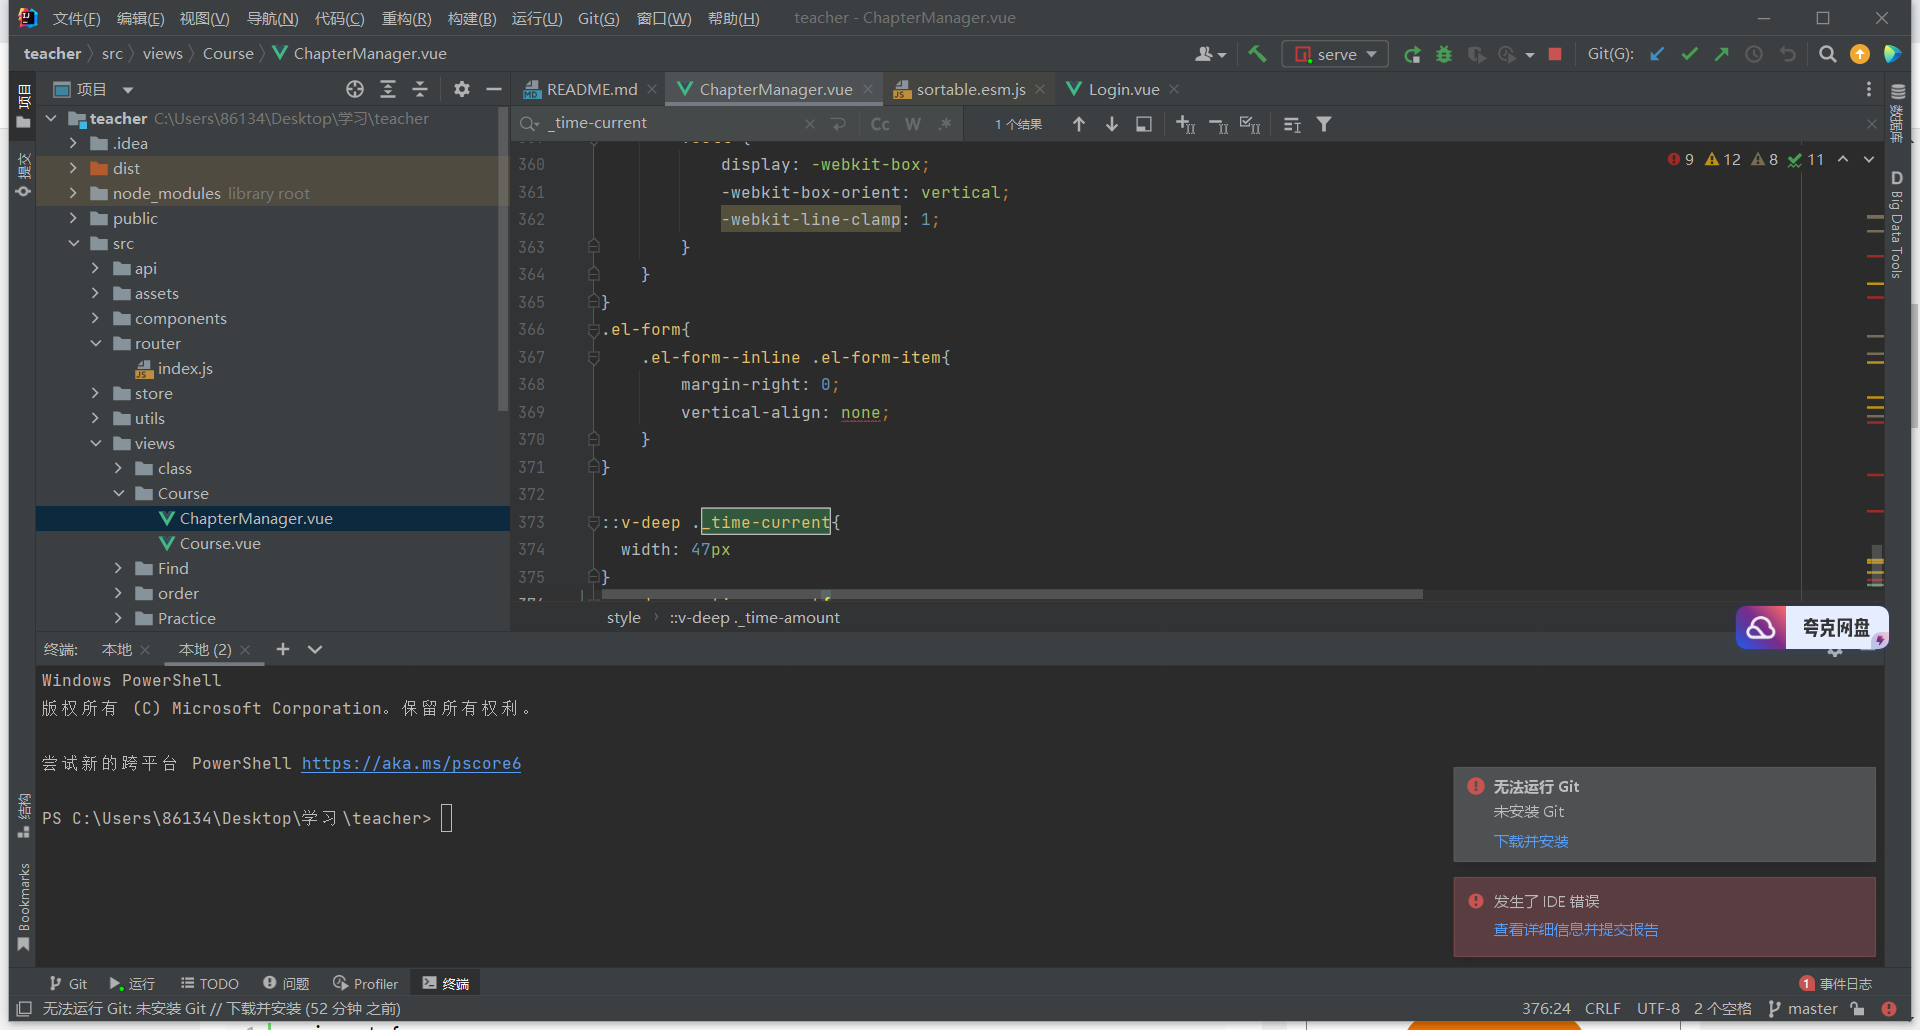 文件(F) 编辑(E) 视图(V) 导航(N) 代码(C) 重构(R) 构建(B) 运行(U) Git(G) 窗口(W) 帮助(H) teacher - ChapterManager.vue
teacher src views Course ChapterManager.vue serve Git(G):
项目 README.md ChapterManager.vue sortable.esm.js Login.vue
_time-current Cc W .* 1 个结果
9 12 8 11
项目
提交
结构
Bookmarks
数据库
D Big Data Tools
teacher C:\Users\86134\Desktop\学习\teacher
.idea
dist
node_modules library root
public
src
api
assets
components
router
index.js
store
utils
views
class
Course
ChapterManager.vue
Course.vue
Find
order
Practice
360 display: -webkit-box;
361 -webkit-box-orient: vertical;
362 -webkit-line-clamp: 1;
363 }
364 }
365 }
366 .el-form{
367 .el-form--inline .el-form-item{
368 margin-right: 0;
369 vertical-align: none;
370 }
371 }
372
373 ::v-deep ._time-current{
374 width: 47px
375 }
style ::v-deep ._time-amount
夸克网盘
终端: 本地 本地 (2)
Windows PowerShell
版权所有 (C) Microsoft Corporation。保留所有权利。
尝试新的跨平台 PowerShell https://aka.ms/pscore6
PS C:\Users\86134\Desktop\学习\teacher>
无法运行 Git
未安装 Git
下载并安装
发生了 IDE 错误
查看详细信息并提交报告
Git 运行 TODO 问题 Profiler 终端 1 事件日志
无法运行 Git: 未安装 Git // 下载并安装 (52 分钟 之前) 376:24 CRLF UTF-8 2 个空格 master